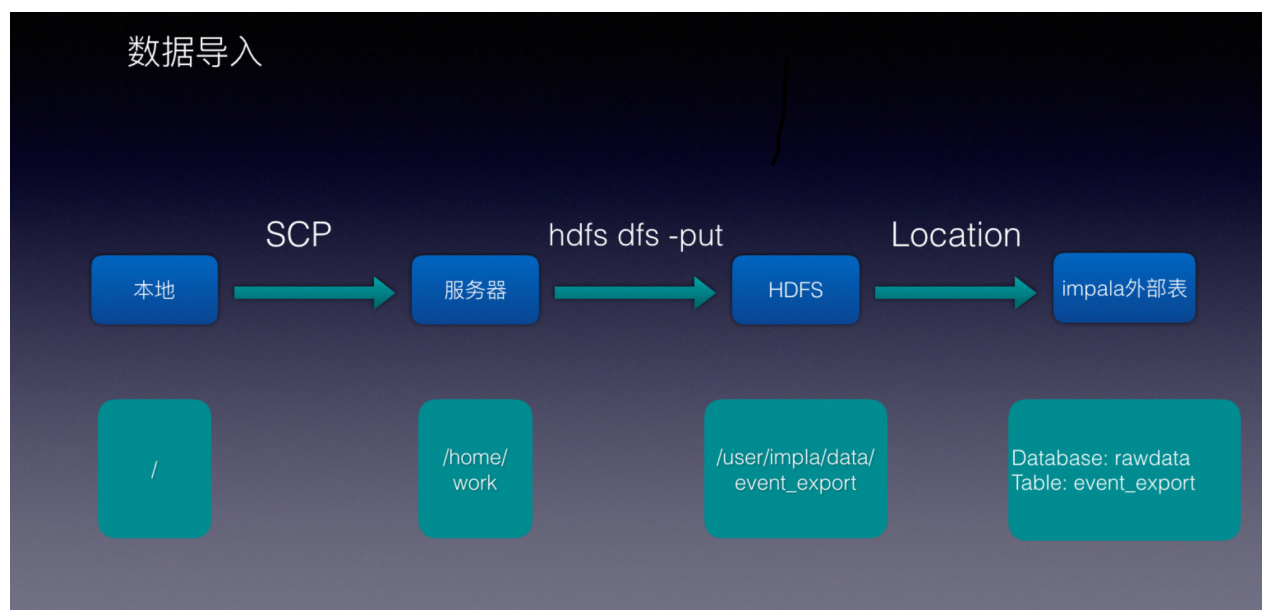 数据导入
SCP
hdfs dfs -put
Location
本地
服务器
HDFS
impala外部表
/
/home/
work
/user/impla/data/
event_export
Database: rawdata
Table: event_export